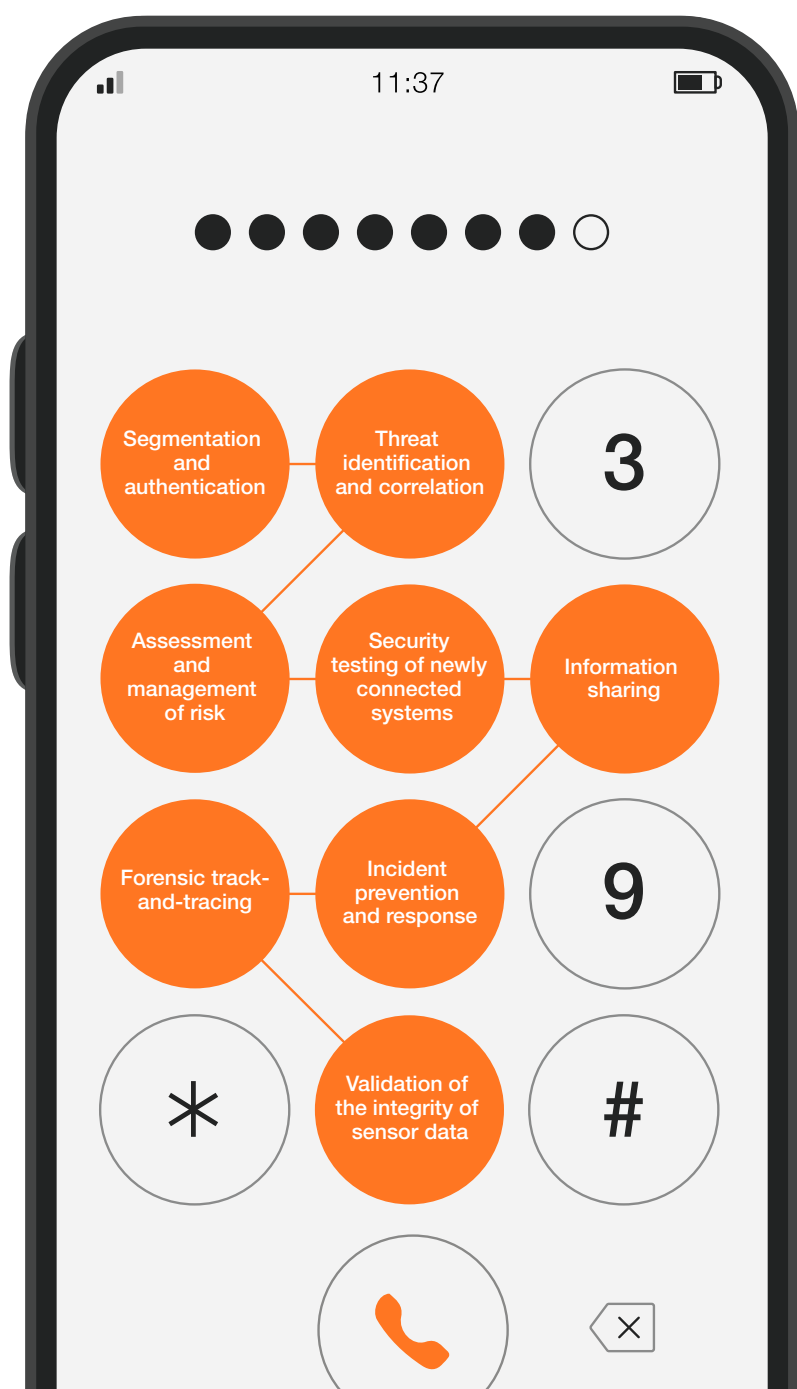 11:37
Segmentation
and
authentication
Threat
identification
and correlation
3
Assessment
and
management
of risk
Security
testing of newly
connected
systems
Information
sharing
Forensic track-
and-tracing
Incident
prevention
and response
9
*
Validation of
the integrity of
sensor data
#